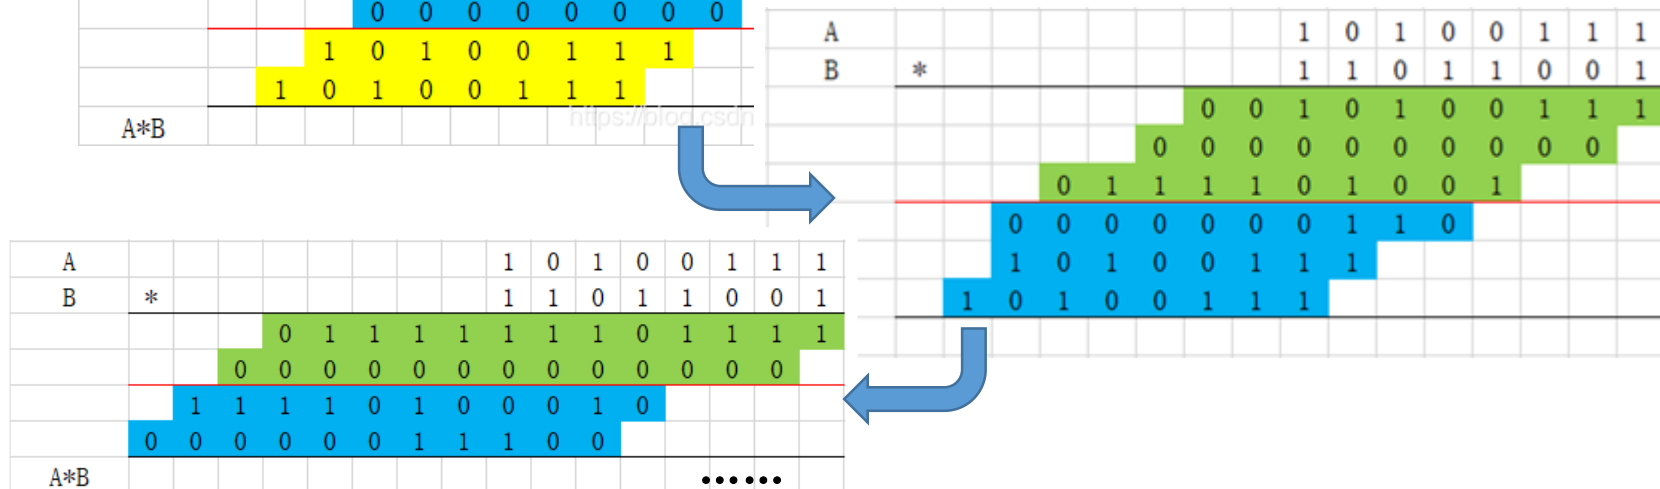 0 0 0 0 0 0 0 0
1 0 1 0 0 1 1 1
1 0 1 0 0 1 1 1
A*B
https://blog.csdn
A 1 0 1 0 0 1 1 1
B * 1 1 0 1 1 0 0 1
0 0 1 0 1 0 0 1 1 1
0 0 0 0 0 0 0 0 0 0
0 1 1 1 1 0 1 0 0 1
0 0 0 0 0 0 0 1 1 0
1 0 1 0 0 1 1 1
1 0 1 0 0 1 1 1
A 1 0 1 0 0 1 1 1
B * 1 1 0 1 1 0 0 1
0 1 1 1 1 1 1 1 0 1 1 1 1
0 0 0 0 0 0 0 0 0 0 0 0 0
1 1 1 1 0 1 0 0 0 1 0
0 0 0 0 0 0 1 1 1 0 0
A*B ......